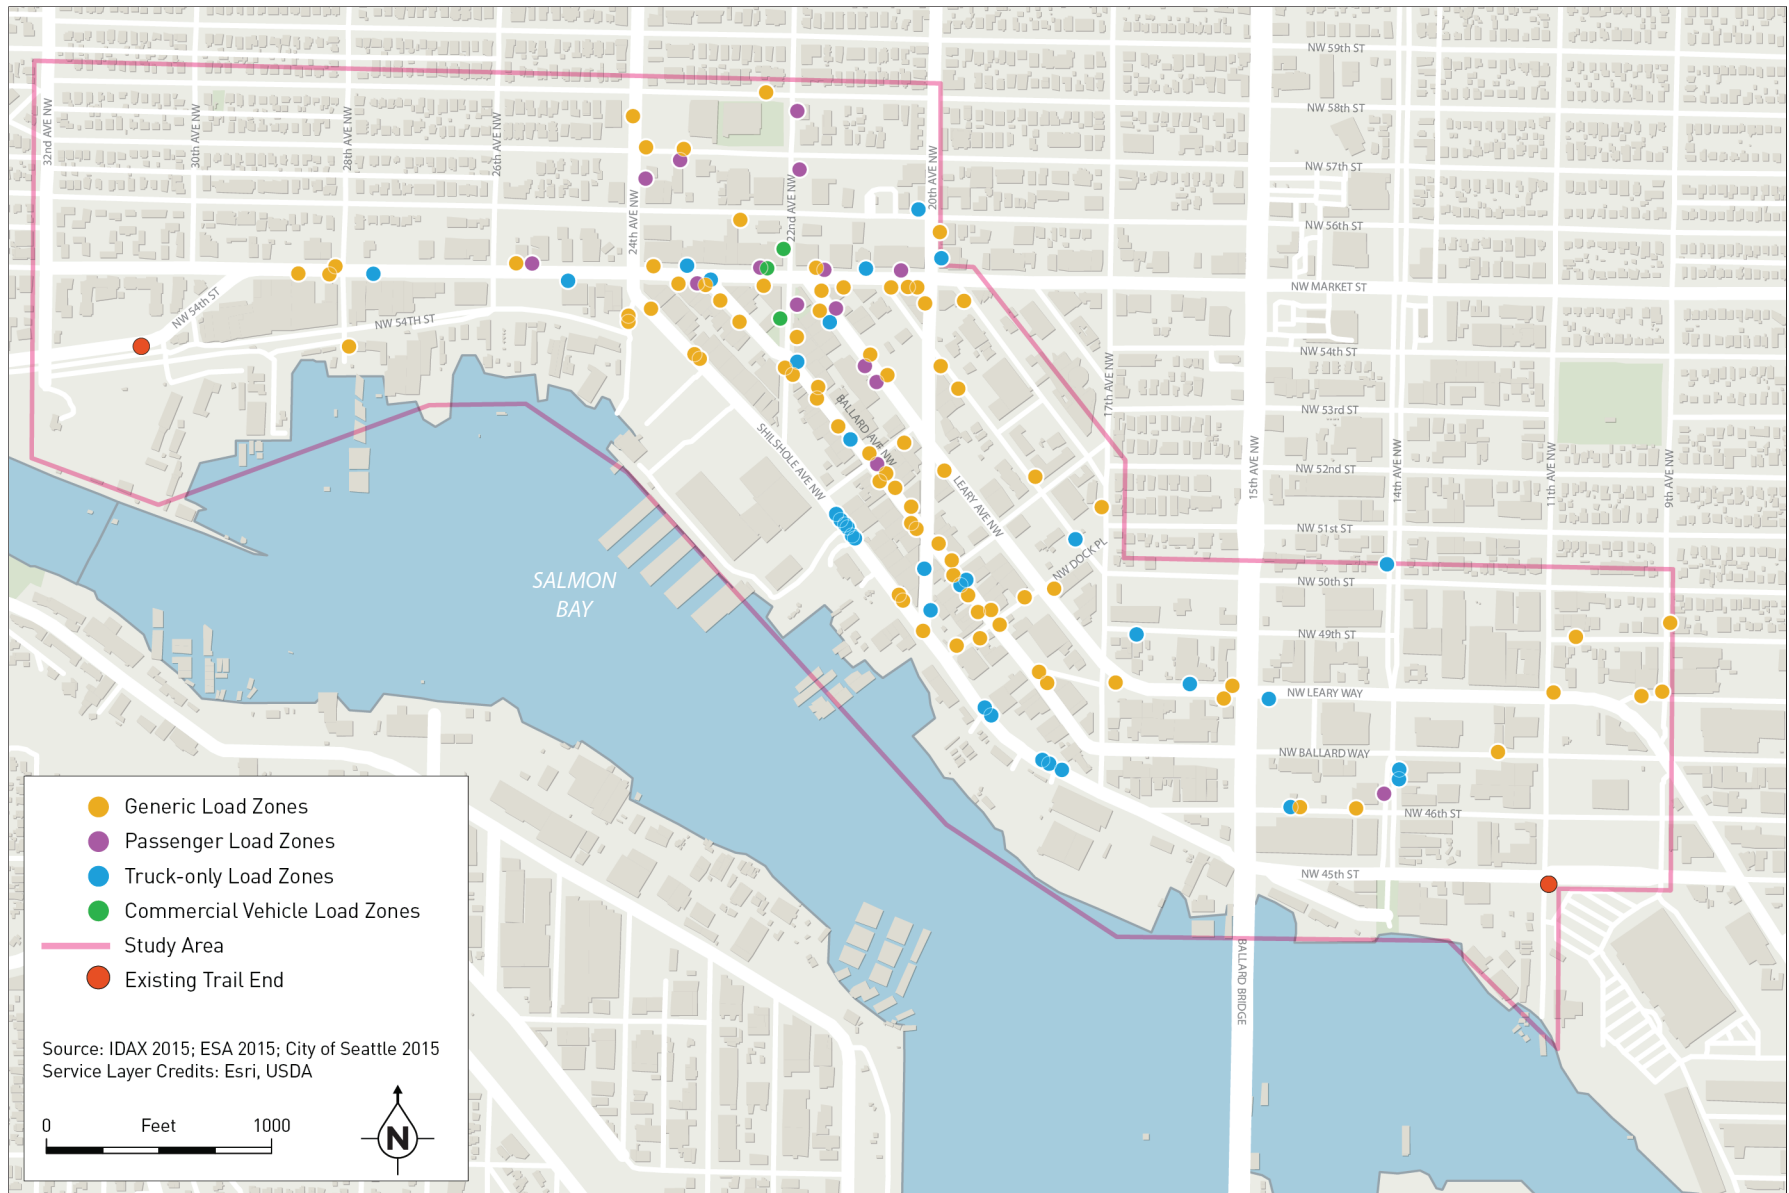 NW 59th ST
NW 58th ST
NW 57th ST
NW 56th ST
NW MARKET ST
NW 54th ST
NW 53rd ST
NW 52nd ST
NW 51st ST
NW 50th ST
NW 49th ST
NW LEARY WAY
NW BALLARD WAY
NW 46th ST
NW 45th ST
32nd AVE NW
30th AVE NW
28th AVE NW
26th AVE NW
24th AVE NW
22nd AVE NW
20th AVE NW
17th AVE NW
15th AVE NW
14th AVE NW
11th AVE NW
9th AVE NW
NW 54th ST
NW 54TH ST
BALLARD AVE NW
SHILSHOLE AVE NW
LEARY AVE NW
NW DOCK PL
BALLARD BRIDGE
SALMON
BAY
Generic Load Zones
Passenger Load Zones
Truck-only Load Zones
Commercial Vehicle Load Zones
Study Area
Existing Trail End
Source: IDAX 2015; ESA 2015; City of Seattle 2015
Service Layer Credits: Esri, USDA
0 Feet 1000
N